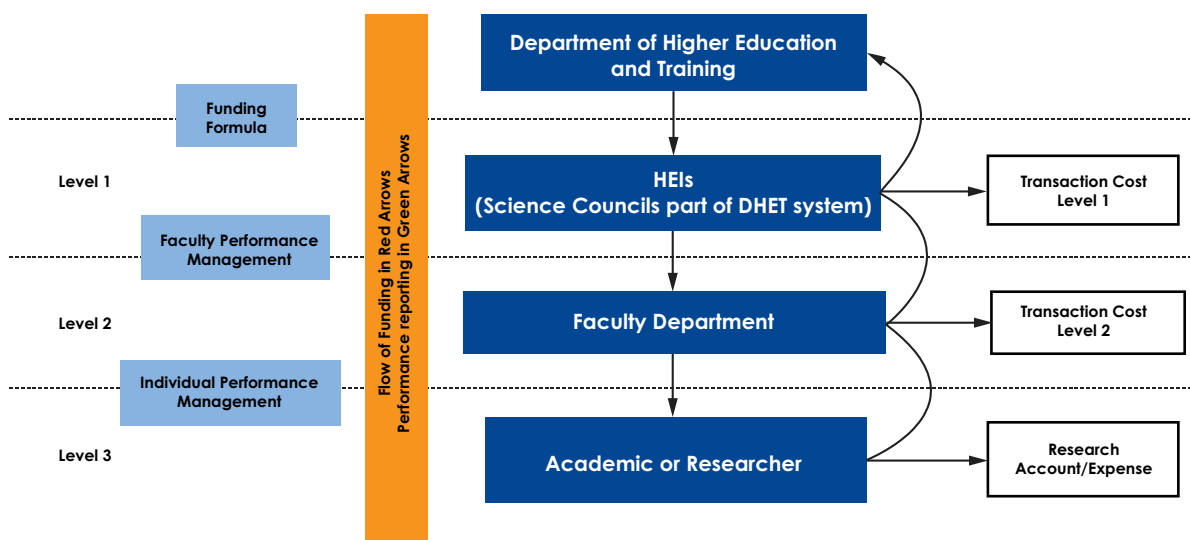 Department of Higher Education
and Training
Funding
Formula
Level 1
HEIs
(Science Councils part of DHET system)
Transaction Cost
Level 1
Faculty Performance
Management
Flow of Funding in Red Arrows
Performance reporting in Green Arrows
Level 2
Faculty Department
Transaction Cost
Level 2
Individual Performance
Management
Level 3
Academic or Researcher
Research
Account/Expense